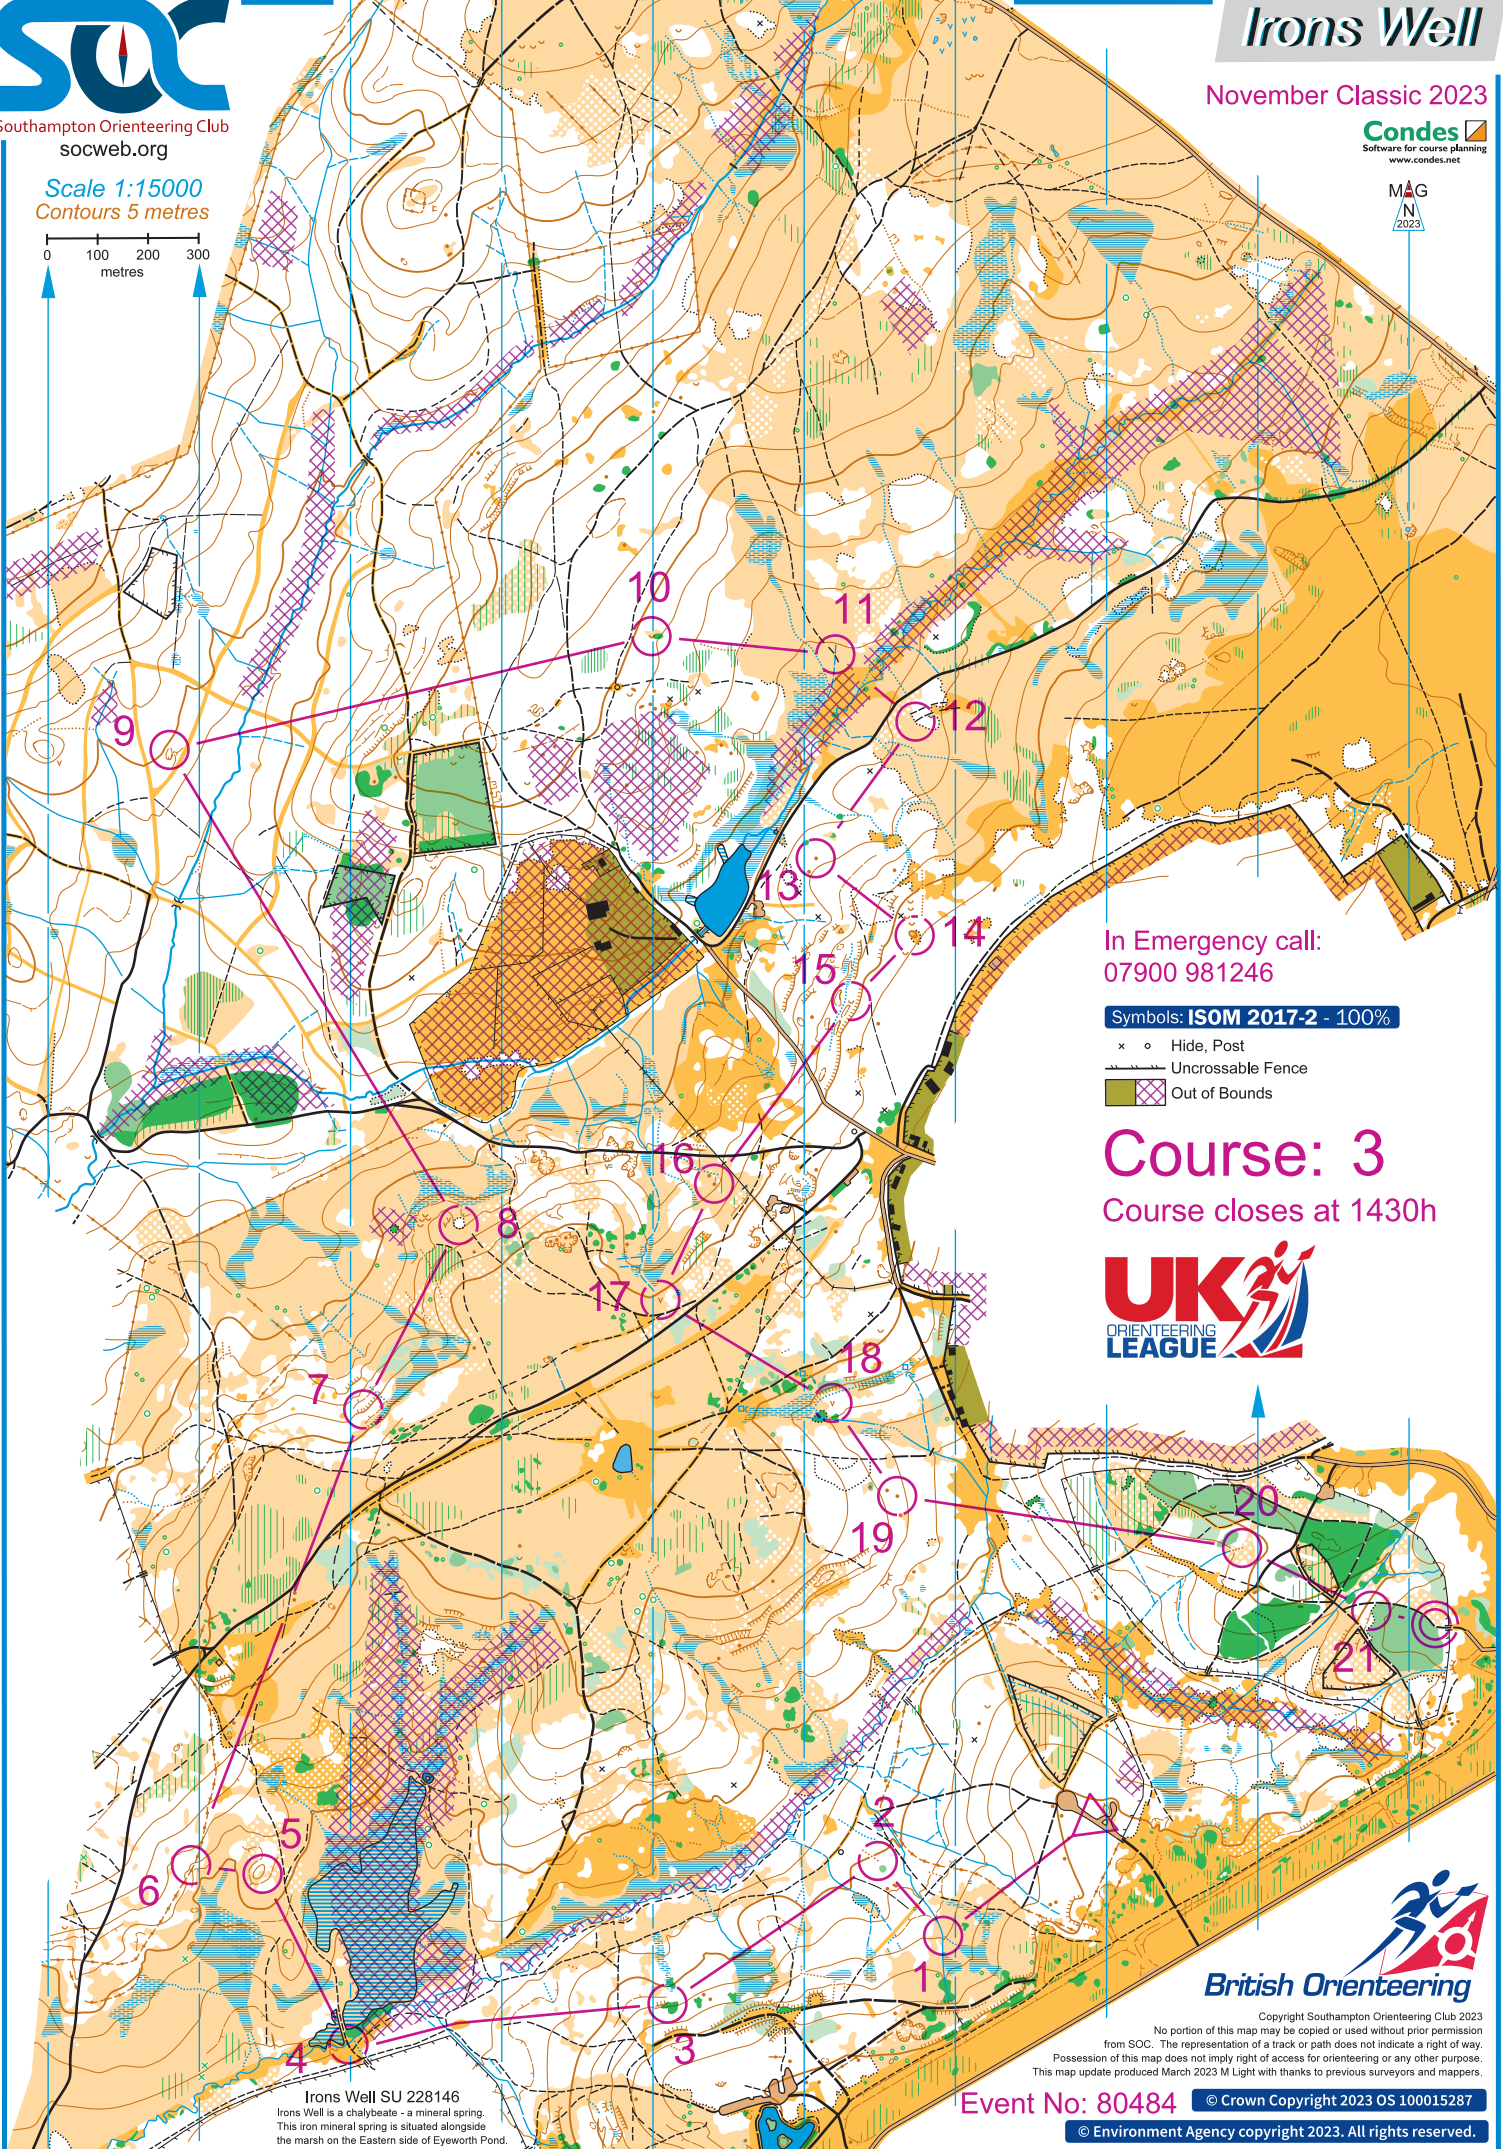 SOC
Southampton Orienteering Club
socweb.org
Scale 1:15000
Contours 5 metres
0 100 200 300
metres
Irons Well
November Classic 2023
Condes
Software for course planning
www.condes.net
MAG
N
2023
10
11
9
12
13
14
15
In Emergency call:
07900 981246
Symbols: ISOM 2017-2 - 100%
Hide, Post
Uncrossable Fence
Out of Bounds
Course: 3
Course closes at 1430h
16
8
17
UK
ORIENTEERING
LEAGUE
18
7
20
19
21
2
5
6
1
3
4
British Orienteering
Copyright Southampton Orienteering Club 2023
No portion of this map may be copied or used without prior permission
from SOC. The representation of a track or path does not indicate a right of way.
Possession of this map does not imply right of access for orienteering or any other purpose.
This map update produced March 2023 M Light with thanks to previous surveyors and mappers.
Event No: 80484
© Crown Copyright 2023 OS 100015287
© Environment Agency copyright 2023. All rights reserved.
Irons Well SU 228146
Irons Well is a chalybeate - a mineral spring.
This iron mineral spring is situated alongside
the marsh on the Eastern side of Eyeworth Pond.